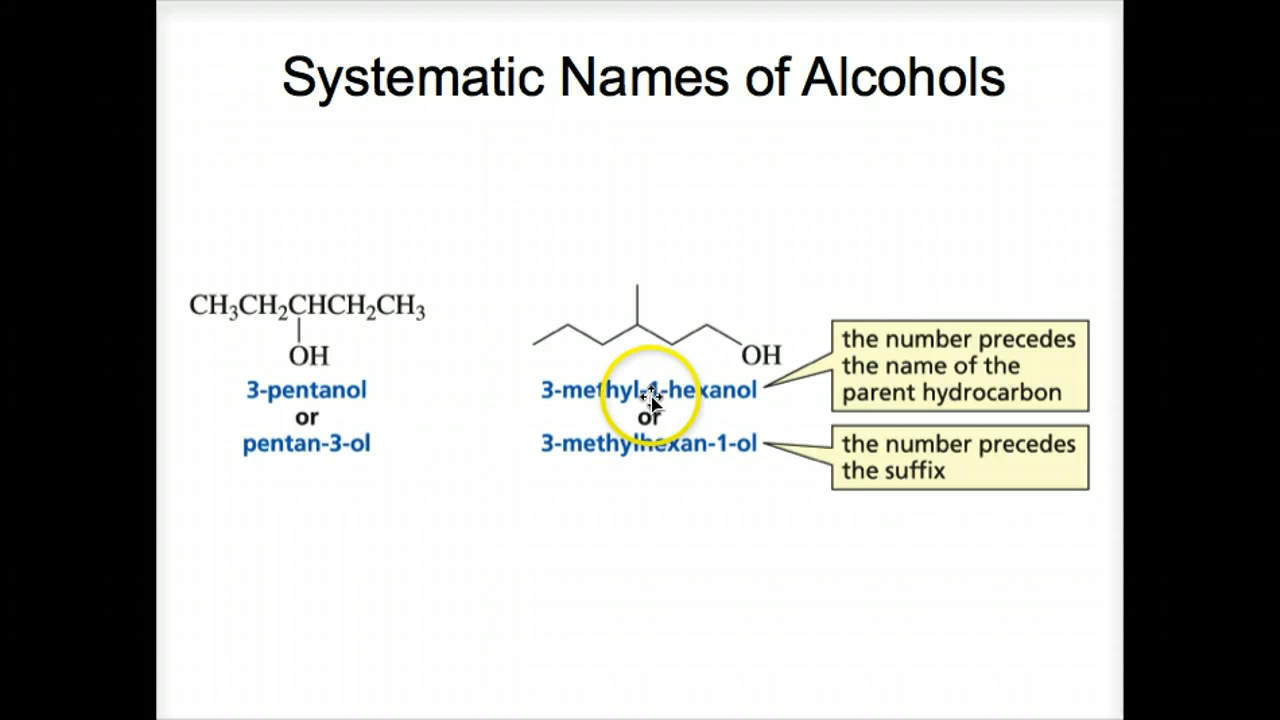 Systematic Names of Alcohols
CH₃CH₂CHCH₂CH₃
OH
3-pentanol
or
pentan-3-ol
OH
3-methyl-1-hexanol
or
3-methylhexan-1-ol
the number precedes
the name of the
parent hydrocarbon
the number precedes
the suffix